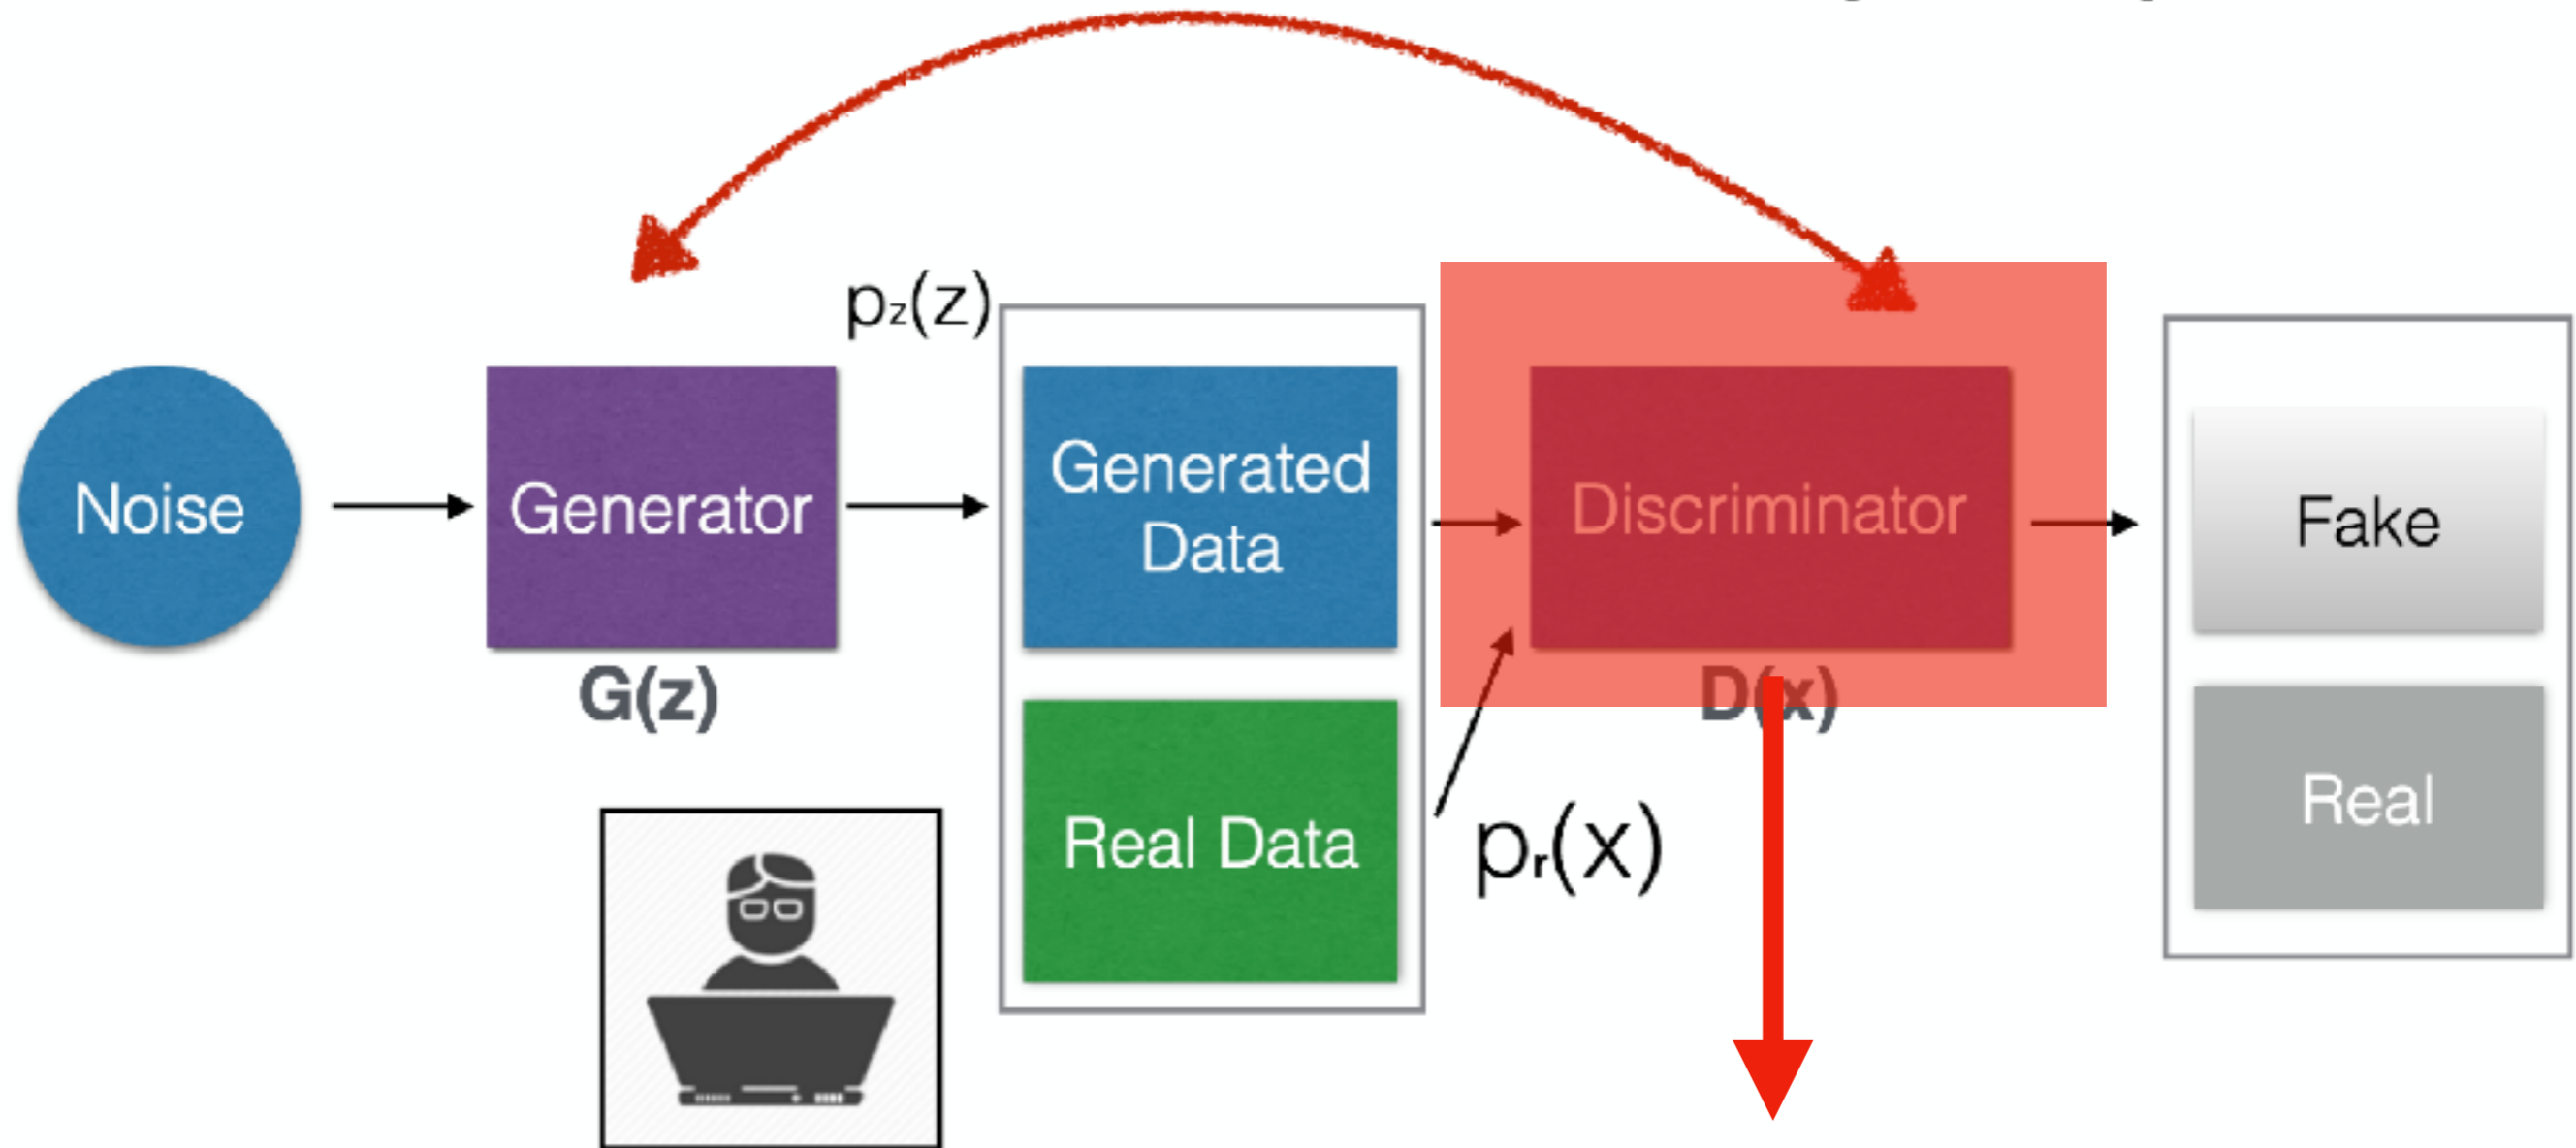 pz(z)
Noise
Generator
G(z)
Generated
Data
Real Data
Discriminator
D(x)
pr(x)
Fake
Real